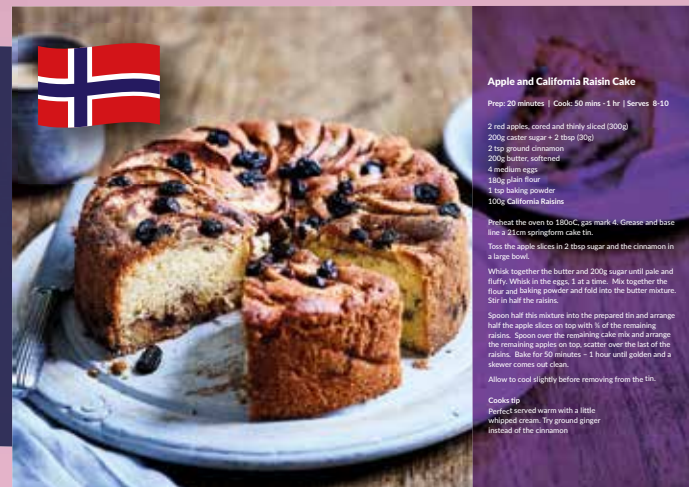 Apple and California Raisin Cake
Prep: 20 minutes | Cook: 50 mins -1 hr | Serves 8-10
2 red apples, cored and thinly sliced (300g)
200g caster sugar + 2 tbsp (30g)
2 tsp ground cinnamon
200g butter, softened
4 medium eggs
180g plain flour
1 tsp baking powder
100g California Raisins
Preheat the oven to 180oC, gas mark 4. Grease and base
line a 21cm springform cake tin.
Toss the apple slices in 2 tbsp sugar and the cinnamon in
a large bowl.
Whisk together the butter and 200g sugar until pale and
fluffy. Whisk in the eggs, 1 at a time. Mix together the
flour and baking powder and fold into the butter mixture.
Stir in half the raisins.
Spoon half this mixture into the prepared tin and arrange
half the apple slices on top with of the remaining
raisins. Spoon over the remaining cake mix and arrange
the remaining apples on top, scatter over the last of the
raisins. Bake for 50 minutes – 1 hour until golden and a
skewer comes out clean.
Allow to cool slightly before removing from the tin.
Cooks tip
Perfect served warm with a little
whipped cream. Try ground ginger
instead of the cinnamon